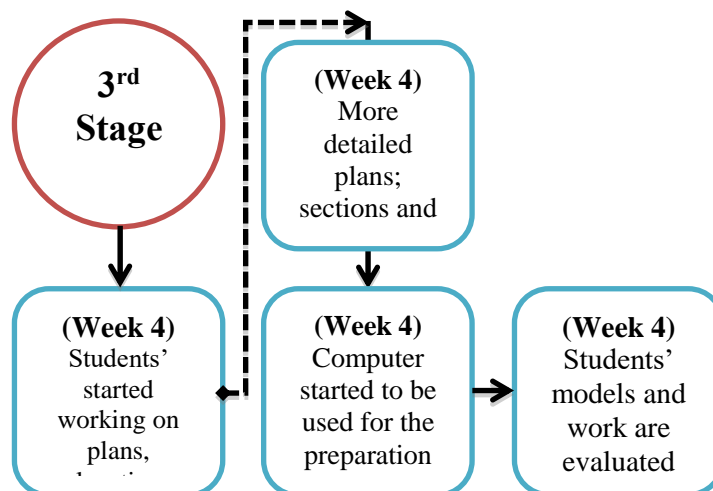 3rd
Stage
(Week 4)
Students’
started
working on
plans,
(Week 4)
More
detailed
plans;
sections and
(Week 4)
Computer
started to be
used for the
preparation
(Week 4)
Students’
models and
work are
evaluated